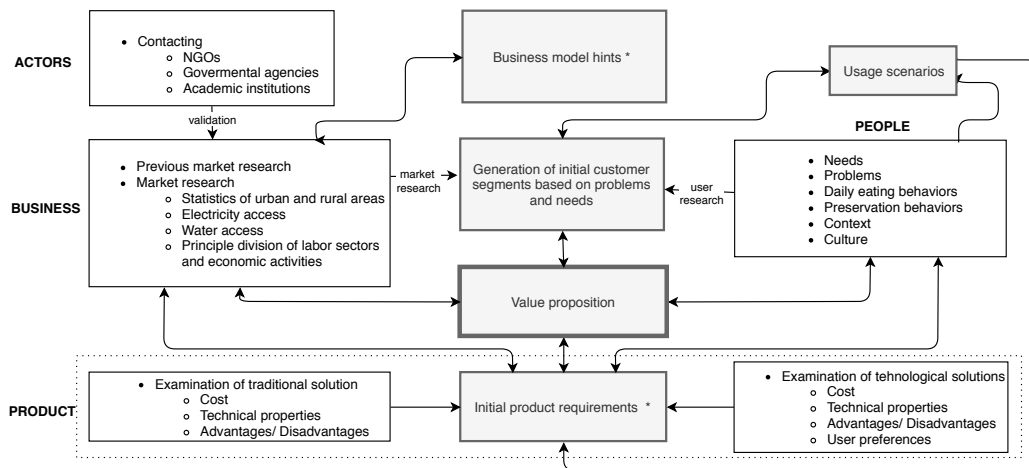 ACTORS
• Contacting
○ NGOs
○ Govermental agencies
○ Academic institutions
validation
Business model hints *
Usage scenarios
PEOPLE
BUSINESS
• Previous market research
• Market research
○ Statistics of urban and rural areas
○ Electricity access
○ Water access
○ Principle division of labor sectors
and economic activities
market
research
Generation of initial customer
segments based on problems
and needs
user
research
• Needs
• Problems
• Daily eating behaviors
• Preservation behaviors
• Context
• Culture
Value proposition
PRODUCT
• Examination of traditional solution
○ Cost
○ Technical properties
○ Advantages/ Disadvantages
Initial product requirements *
• Examination of tehnological solutions
○ Cost
○ Technical properties
○ Advantages/ Disadvantages
○ User preferences